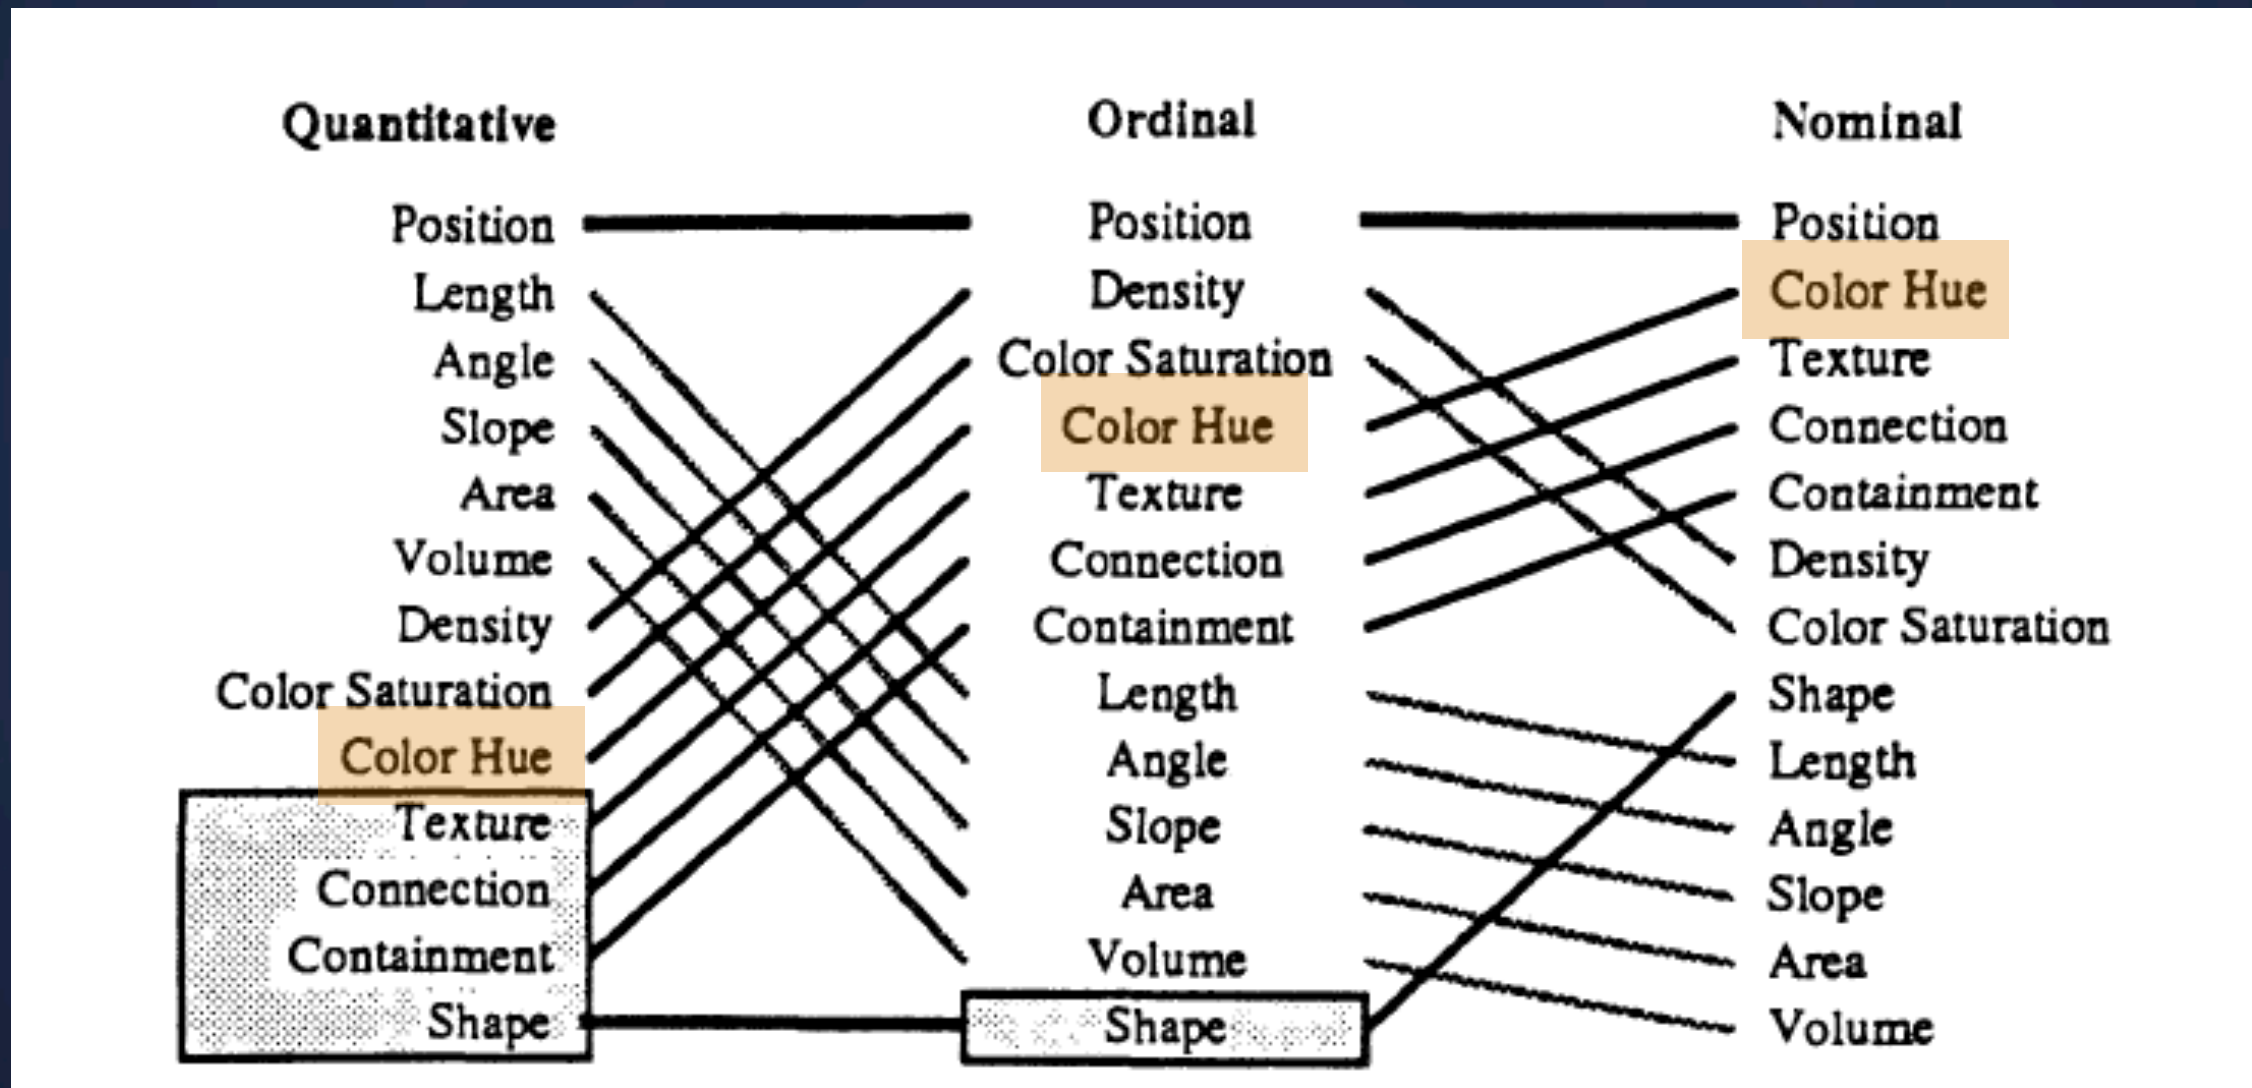 Quantitative
Position
Length
Angle
Slope
Area
Volume
Density
Color Saturation
Color Hue
Texture
Connection
Containment
Shape
Ordinal
Position
Density
Color Saturation
Color Hue
Texture
Connection
Containment
Length
Angle
Slope
Area
Volume
Shape
Nominal
Position
Color Hue
Texture
Connection
Containment
Density
Color Saturation
Shape
Length
Angle
Slope
Area
Volume